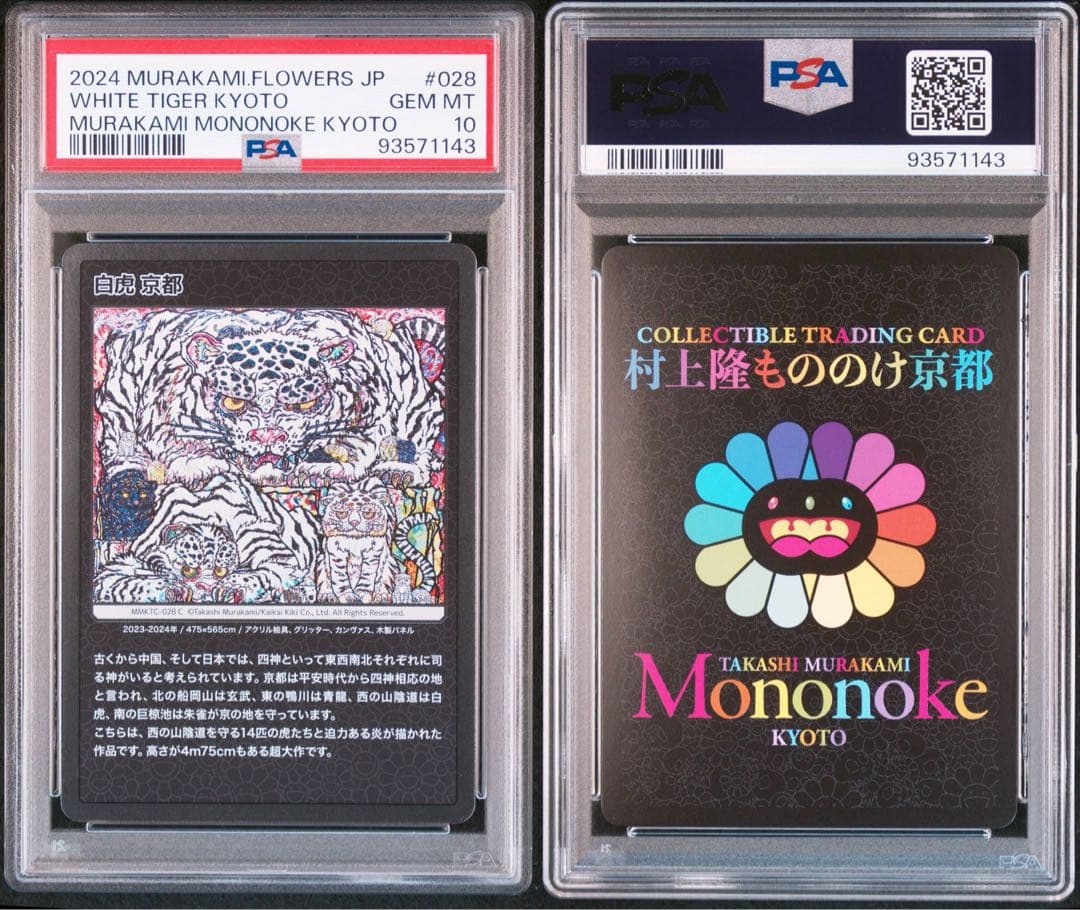 2024 MURAKAMI.FLOWERS JP #028
WHITE TIGER KYOTO GEM MT
MURAKAMI MONONOKE KYOTO 10
PSA 93571143
白虎 京都
MMKTC-028 C ©Takashi Murakami/Kaikai Kiki Co., Ltd. All Rights Reserved.
2023-2024年 / 475×565cm / アクリル絵具、グリッター、カンヴァス、木製パネル
古くから中国、そして日本では、四神といって東西南北それぞれに司
る神がいると考えられています。京都は平安時代から四神相応の地
と言われ、北の船岡山は玄武、東の鴨川は青龍、西の山陰道は白
虎、南の巨椋池は朱雀が京の地を守っています。
こちらは、西の山陰道を守る14匹の虎たちと迫力ある炎が描かれた
作品です。高さが4m75cmもある超大作です。
PSA
PSA
PSA
93571143
COLLECTIBLE TRADING CARD
村上隆もののけ京都
TAKASHI MURAKAMI
Mononoke
KYOTO
PSA